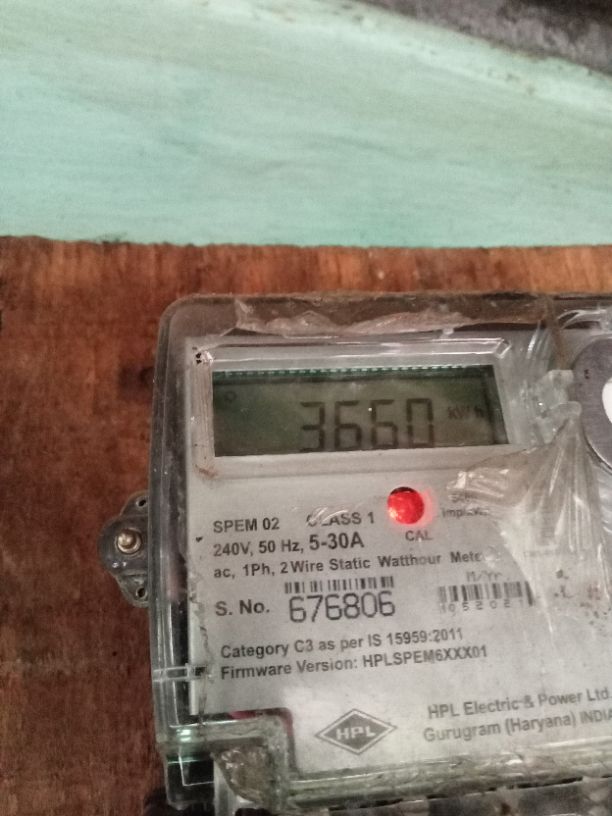 3660 kWh
SPEM 02 CLASS 1
CAL
240V, 50 Hz, 5-30A
ac, 1Ph, 2 Wire Static Watthour
M/Yr
S. No. 676806
052021
Category C3 as per IS 15959:2011
Firmware Version: HPLSPEM6XXX01
HPL
HPL Electric & Power Ltd
Gurugram (Haryana) INDIA